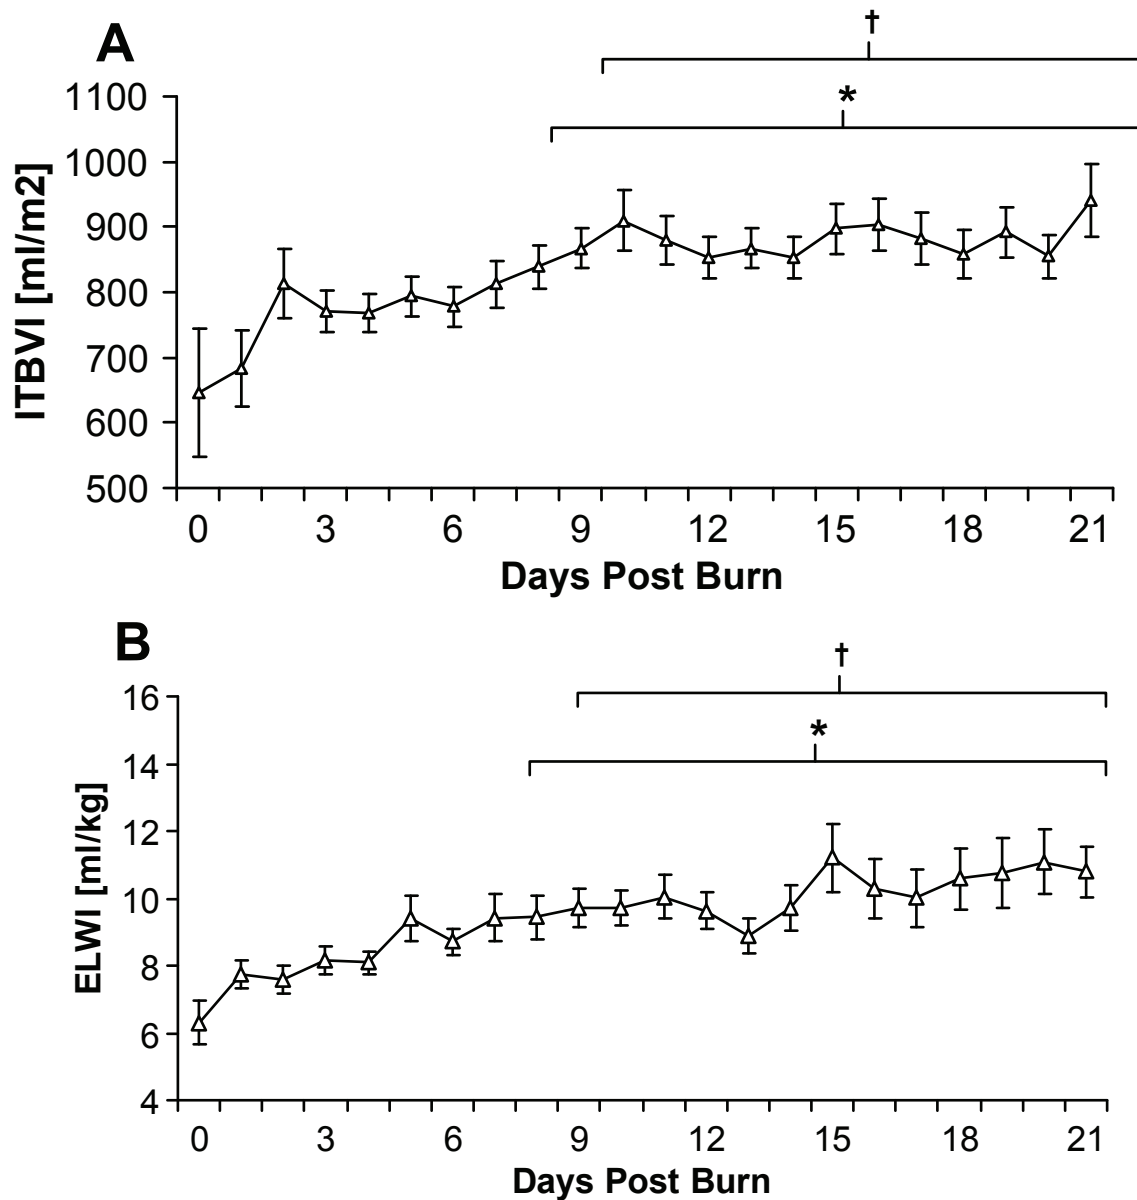 A
†
*
1100
1000
900
800
700
600
500
ITBVI [ml/m2]
0 3 6 9 12 15 18 21
Days Post Burn
B
†
*
16
14
12
10
8
6
4
ELWI [ml/kg]
0 3 6 9 12 15 18 21
Days Post Burn